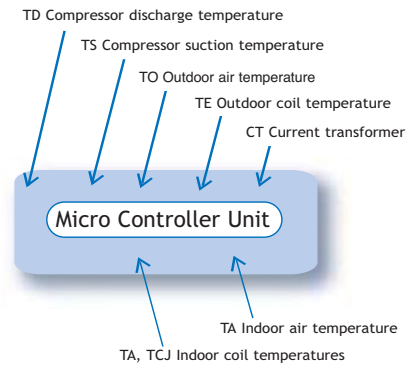 TD Compressor discharge temperature
TS Compressor suction temperature
TO Outdoor air temperature
TE Outdoor coil temperature
CT Current transformer
Micro Controller Unit
TA Indoor air temperature
TA, TCJ Indoor coil temperatures